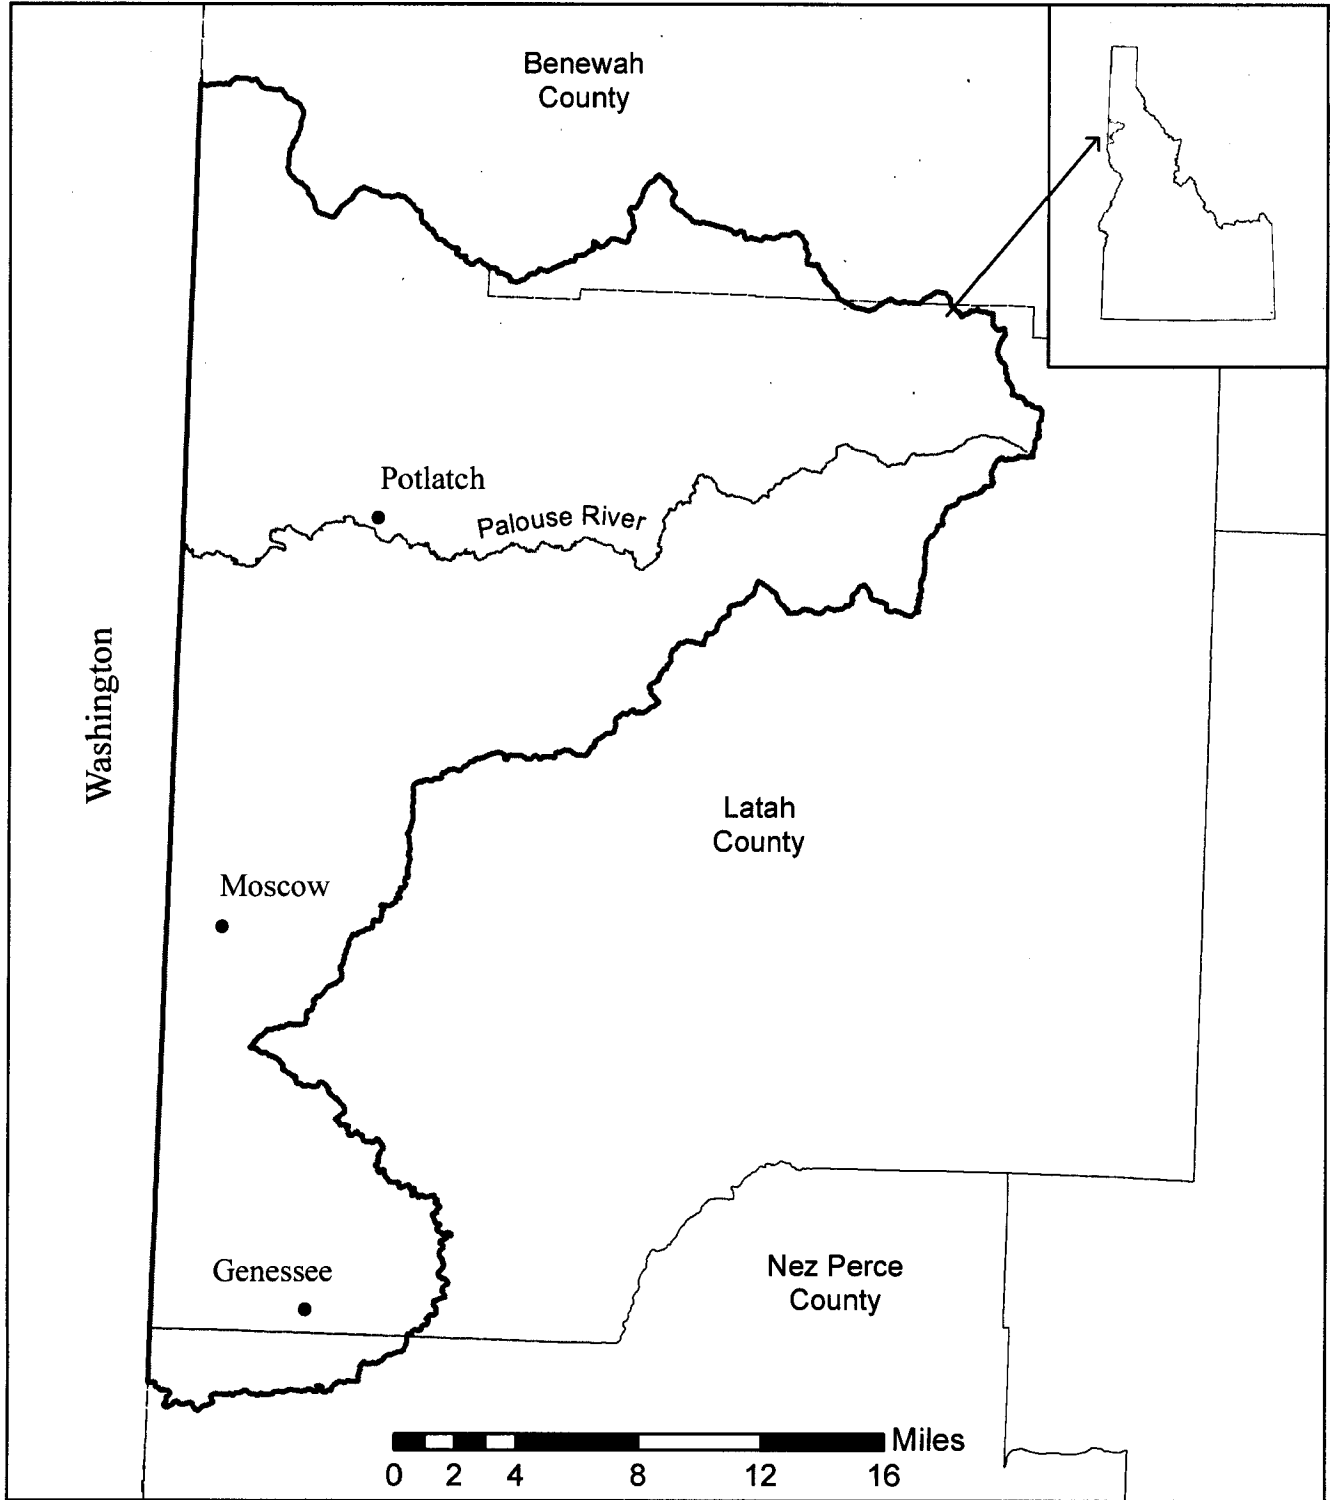 Benewah
County
Potlatch
Palouse River
Washington
Latah
County
Moscow
Genessee
Nez Perce
County
Miles
0 2 4 8 12 16